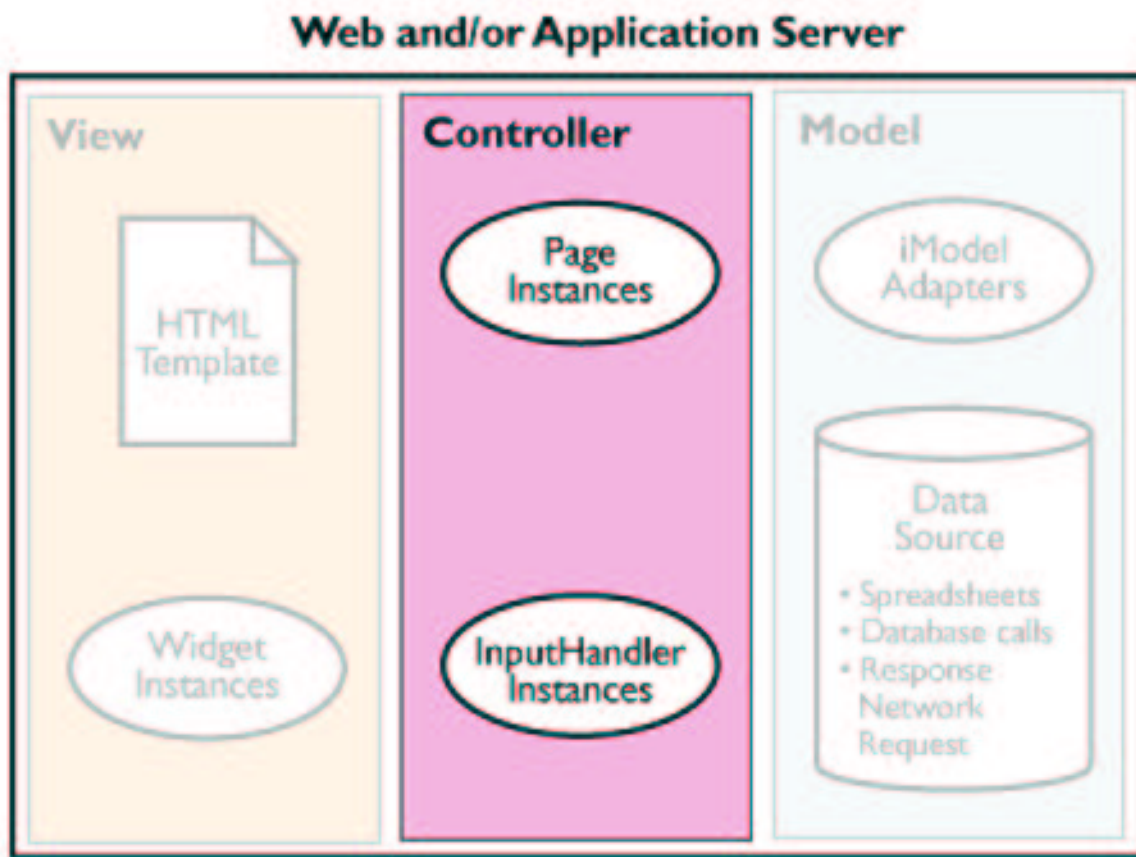 Web and/or Application Server
View
HTML
Template
Widget
Instances
Controller
Page
Instances
InputHandler
Instances
Model
iModel
Adapters
Data
Source
• Spreadsheets
• Database calls
• Response
Network
Request